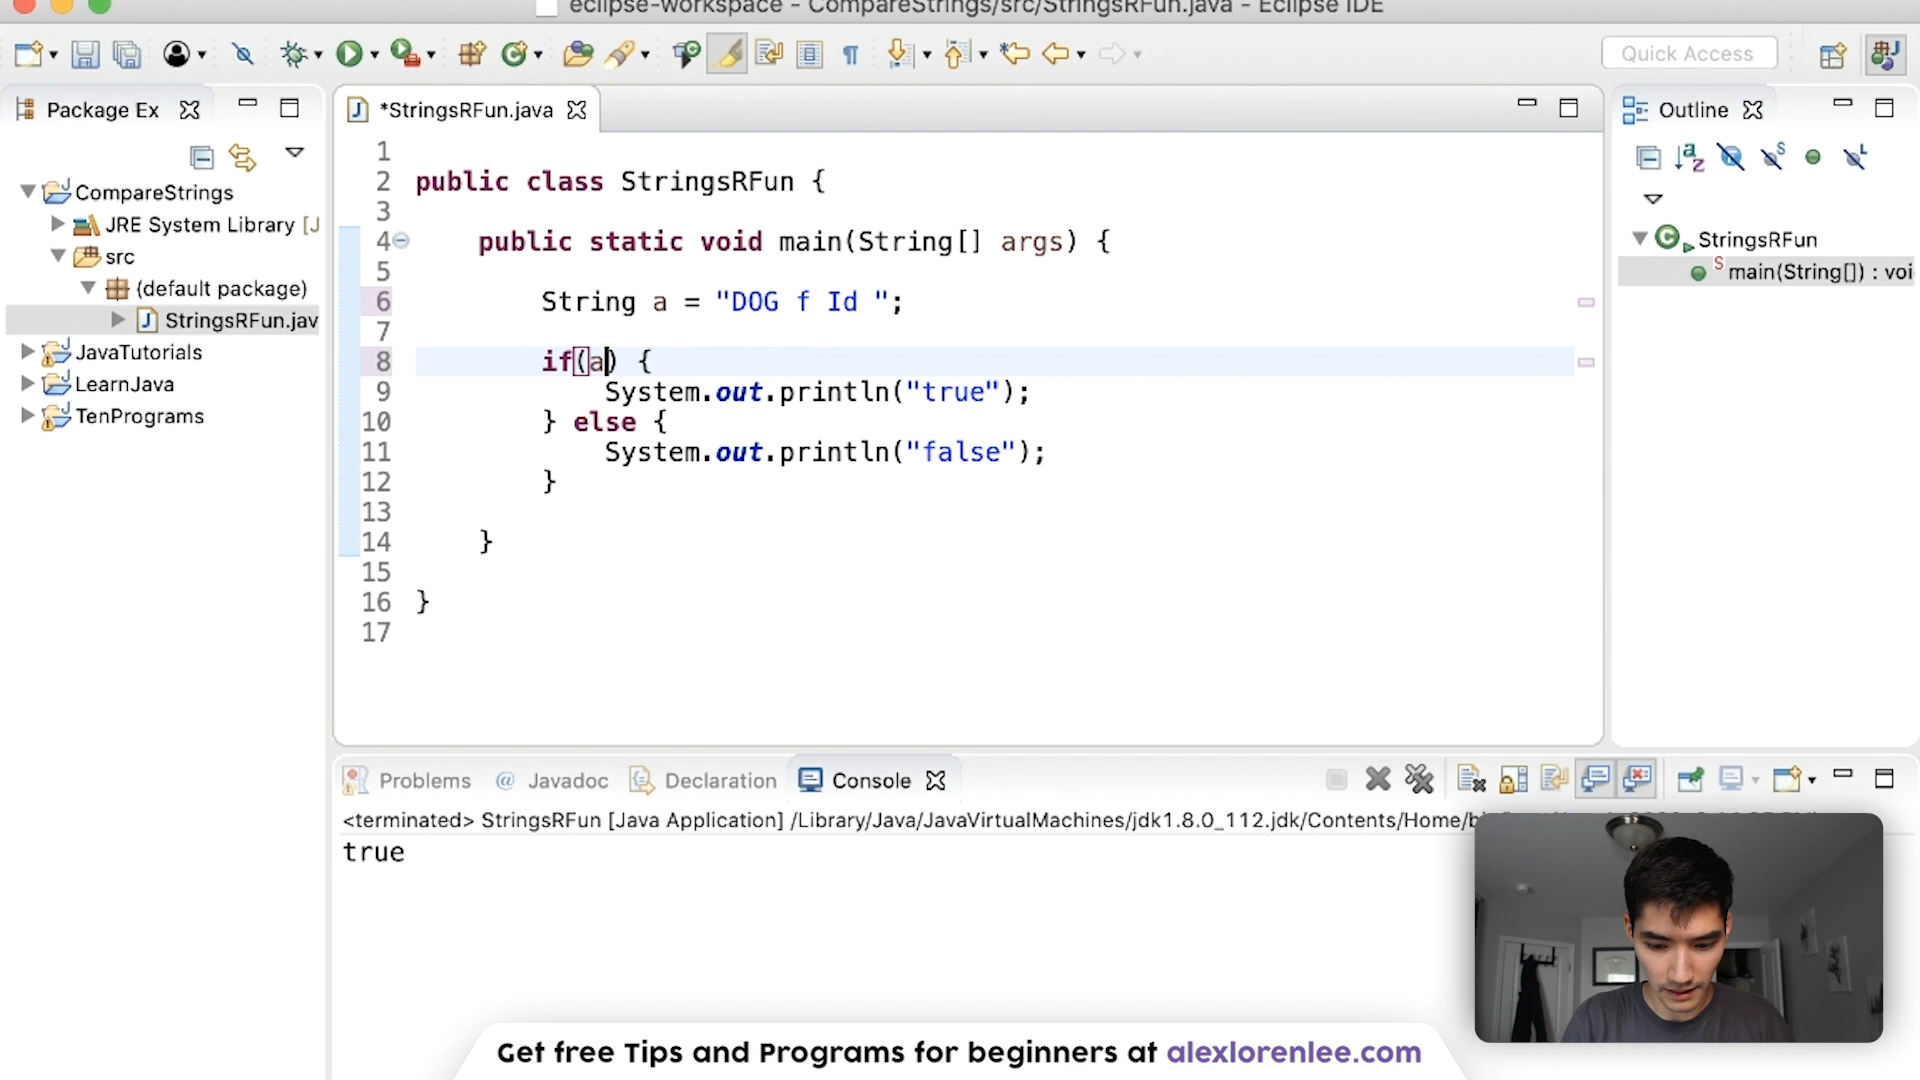 eclipse-workspace - CompareStrings/src/StringsRFun.java - Eclipse IDE
Quick Access
Package Ex
*StringsRFun.java
Outline
CompareStrings
JRE System Library [J
src
(default package)
StringsRFun.jav
JavaTutorials
LearnJava
TenPrograms
1
2 public class StringsRFun {
3
4 public static void main(String[] args) {
5
6 String a = "DOG f Id ";
7
8 if(a) {
9 System.out.println("true");
10 } else {
11 System.out.println("false");
12 }
13
14 }
15
16 }
17
StringsRFun
main(String[]) : voi
Problems
@ Javadoc
Declaration
Console
<terminated> StringsRFun [Java Application] /Library/Java/JavaVirtualMachines/jdk1.8.0_112.jdk/Contents/Home/b
true
Get free Tips and Programs for beginners at alexlorenlee.com